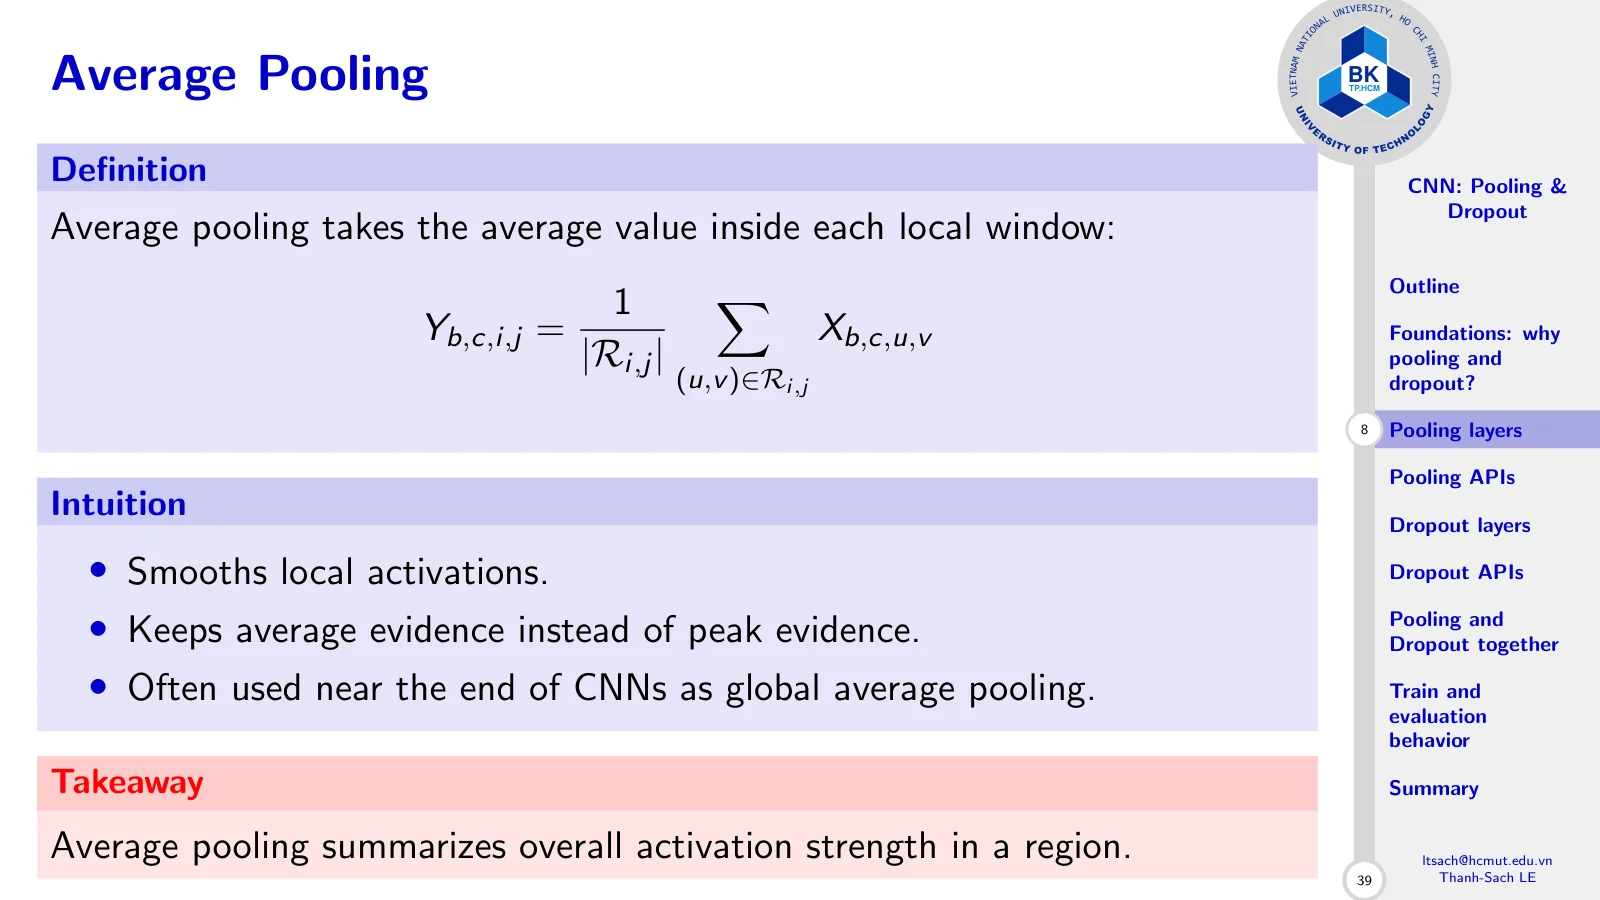 Average Pooling
Definition
Average pooling takes the average value inside each local window:
Y_{b,c,i,j} = \frac{1}{|\mathcal{R}_{i,j}|} \sum_{(u,v)∈\mathcal{R}_{i,j}} X_{b,c,u,v}
Intuition
• Smooths local activations.
• Keeps average evidence instead of peak evidence.
• Often used near the end of CNNs as global average pooling.
Takeaway
Average pooling summarizes overall activation strength in a region.
VIETNAM NATIONAL UNIVERSITY, HO CHI MINH CITY
BK
TP.HCM
UNIVERSITY OF TECHNOLOGY
CNN: Pooling &
Dropout
Outline
Foundations: why
pooling and
dropout?
8
Pooling layers
Pooling APIs
Dropout layers
Dropout APIs
Pooling and
Dropout together
Train and
evaluation
behavior
Summary
ltsach@hcmut.edu.vn
Thanh-Sach LE
39